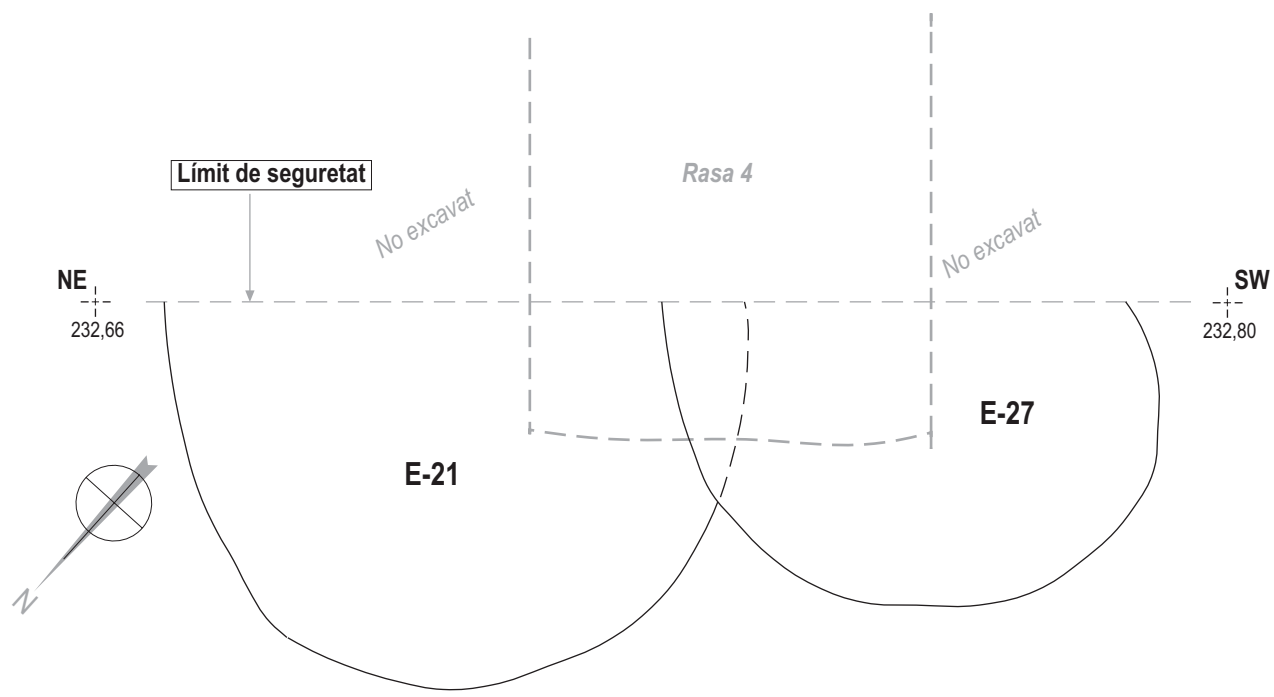 Rasa 4
Límit de seguretat
No excavat
No excavat
NE
SW
232,66
232,80
E-27
E-21
N